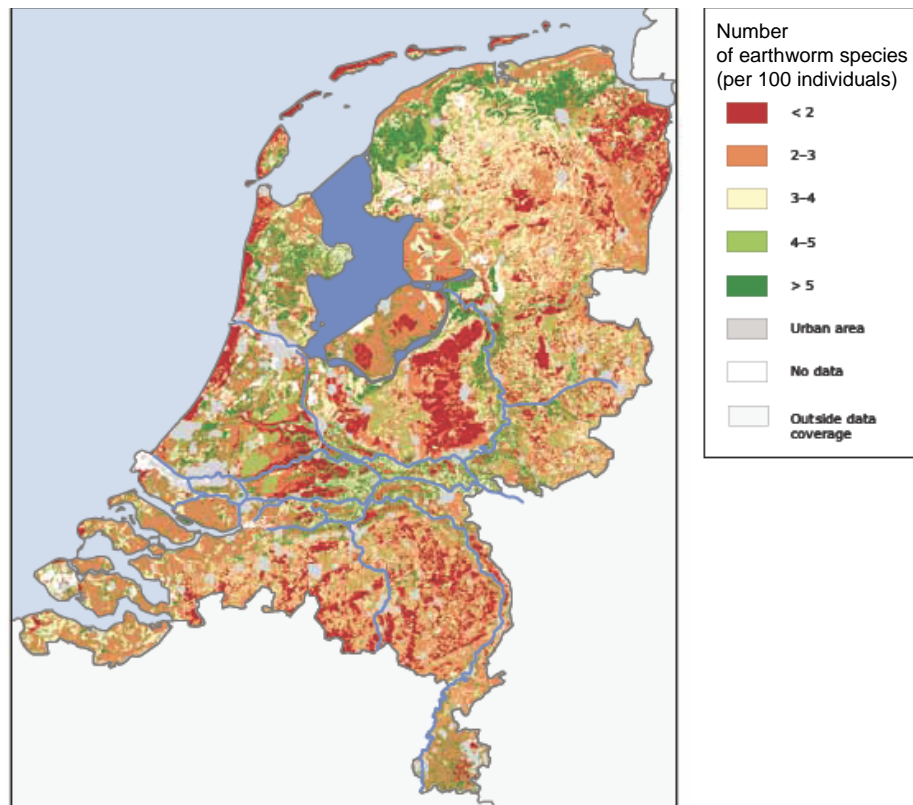 Number
of earthworm species
(per 100 individuals)
< 2
2–3
3–4
4–5
> 5
Urban area
No data
Outside data
coverage